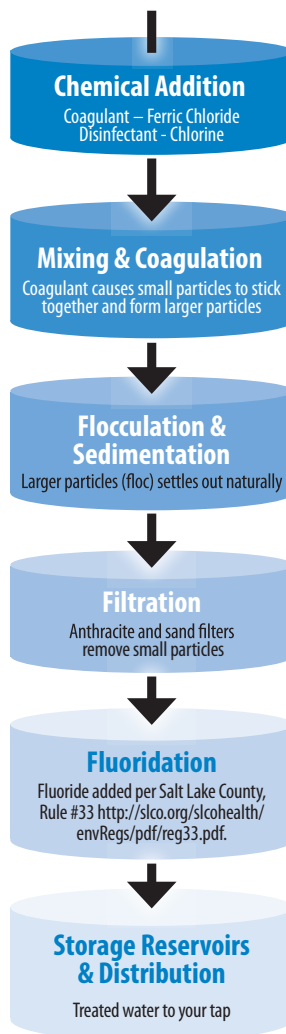 Chemical Addition
Coagulant – Ferric Chloride
Disinfectant - Chlorine
Mixing & Coagulation
Coagulant causes small particles to stick
together and form larger particles
Flocculation &
Sedimentation
Larger particles (floc) settles out naturally
Filtration
Anthracite and sand filters
remove small particles
Fluoridation
Fluoride added per Salt Lake County,
Rule #33 http://slco.org/slcohealth/
envRegs/pdf/reg33.pdf.
Storage Reservoirs
& Distribution
Treated water to your tap